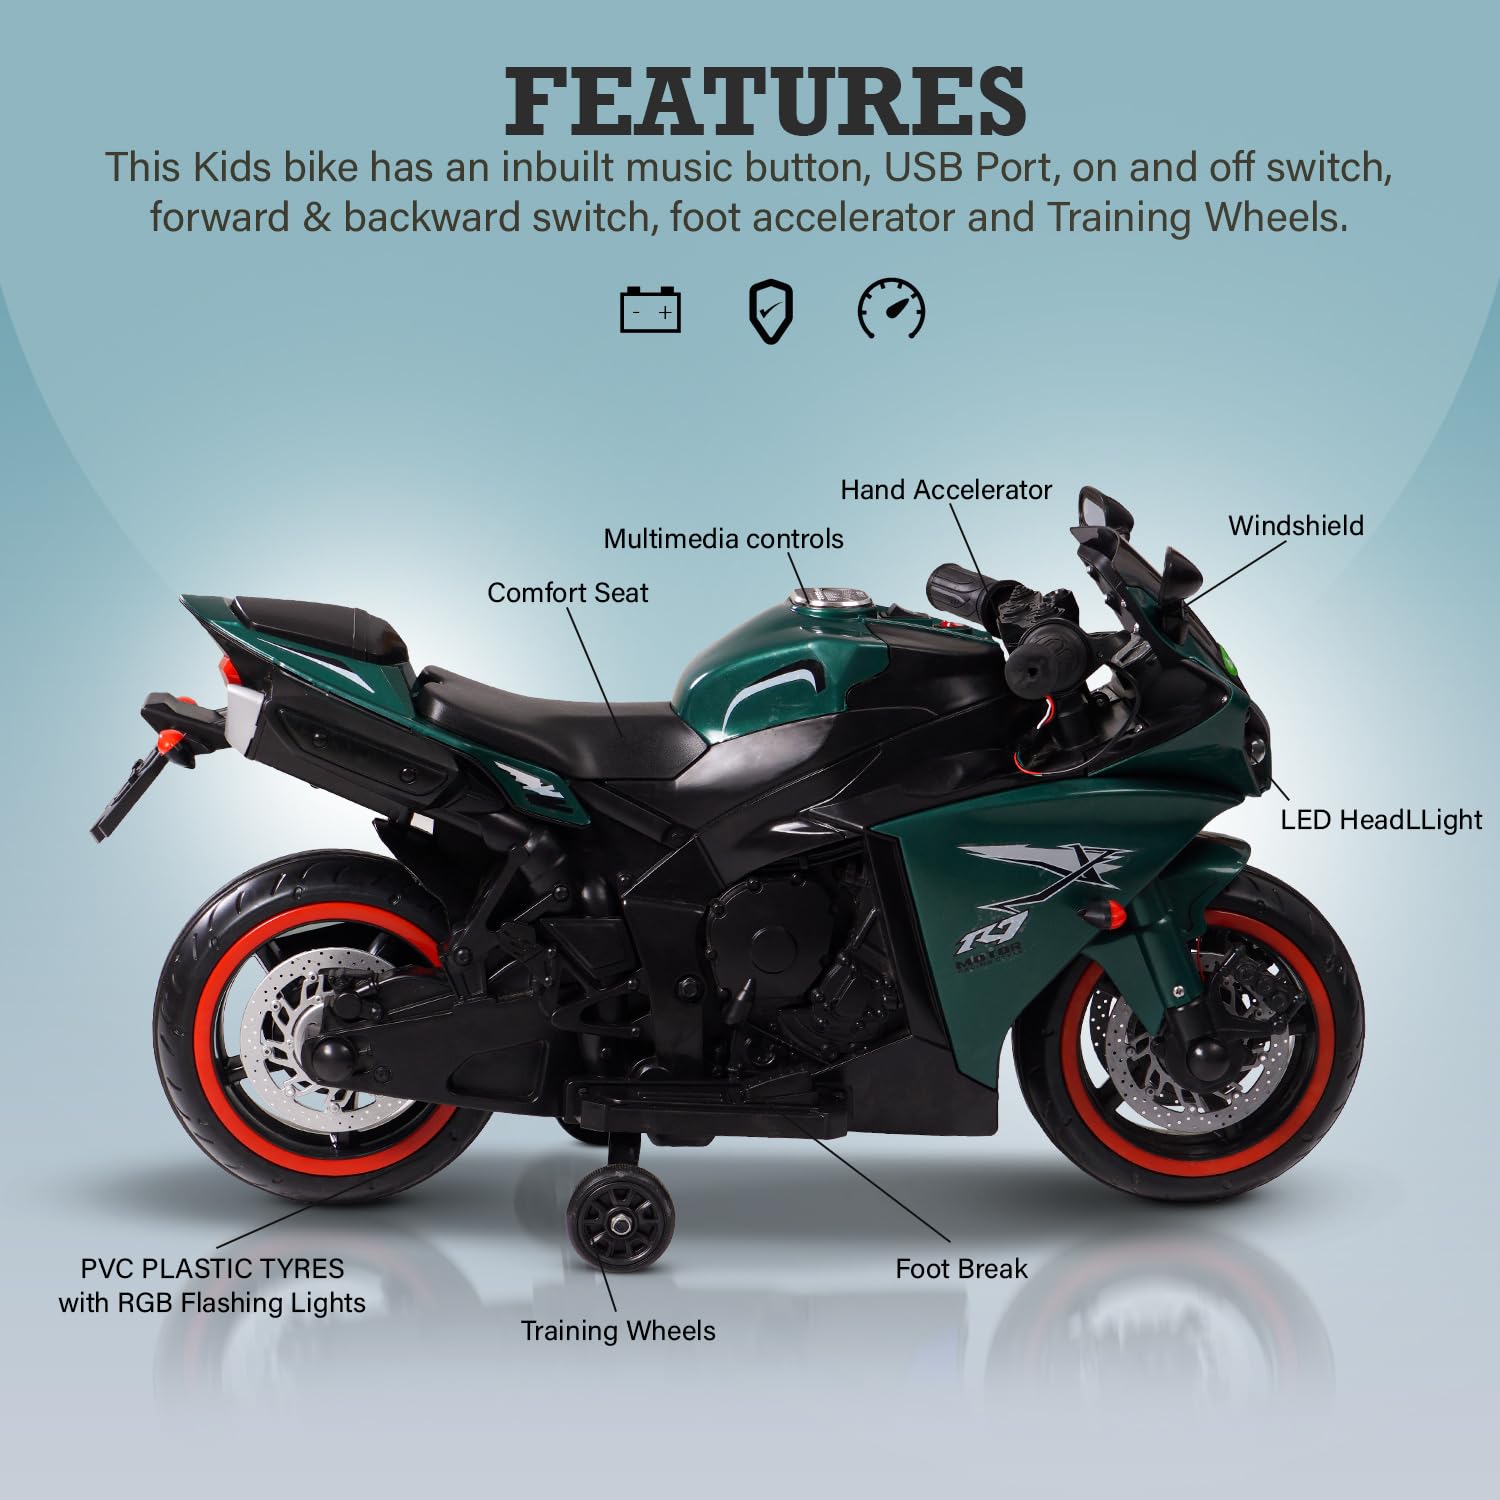 FEATURES
This Kids bike has an inbuilt music button, USB Port, on and off switch,
forward & backward switch, foot accelerator and Training Wheels.
- +
Hand Accelerator
Windshield
Multimedia controls
Comfort Seat
LED HeadLLight
X
MOTOR
PVC PLASTIC TYRES
with RGB Flashing Lights
Foot Break
Training Wheels